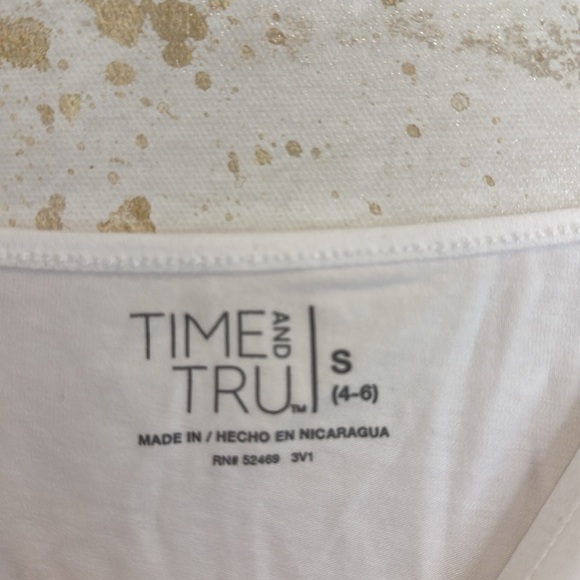 TIME AND
TRU™
S
(4-6)
MADE IN / HECHO EN NICARAGUA
RN# 52469 3V1